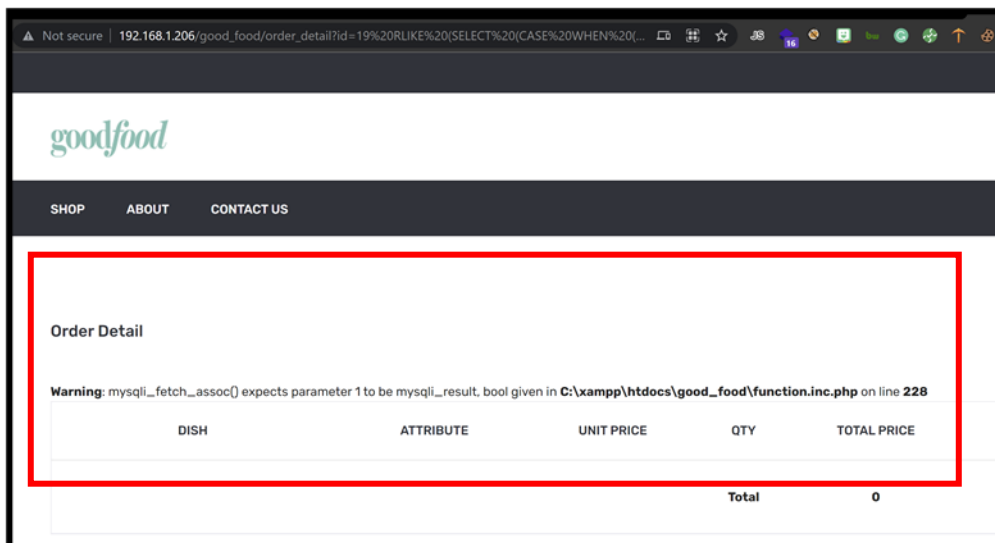 Not secure | 192.168.1.206/good_food/order_detail?id=19%20RLIKE%20(SELECT%20(CASE%20WHEN%20(...
JB
16
bw
goodfood
SHOP ABOUT CONTACT US
Order Detail
Warning: mysqli_fetch_assoc() expects parameter 1 to be mysqli_result, bool given in C:\xampp\htdocs\good_food\function.inc.php on line 228
DISH ATTRIBUTE UNIT PRICE QTY TOTAL PRICE
Total 0